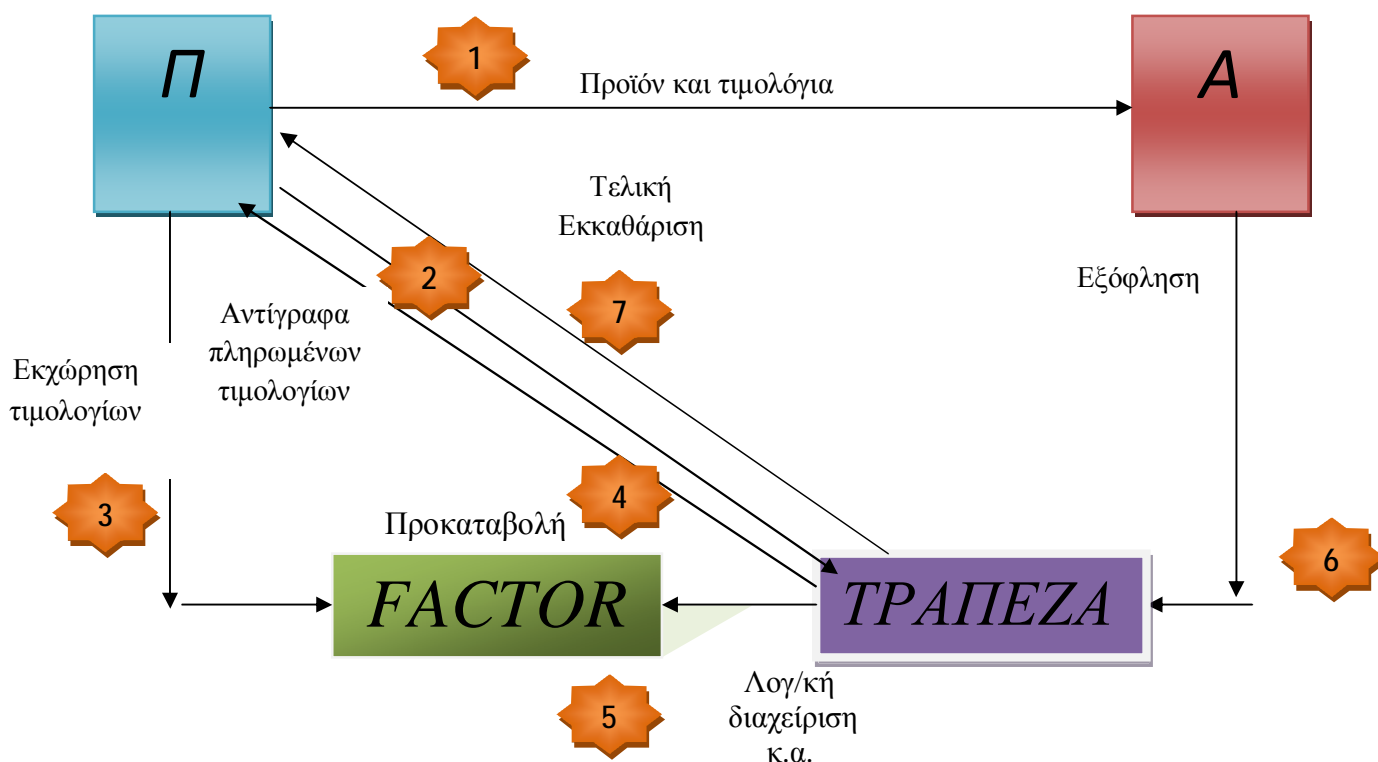 Π
1
Α
Προϊόν και τιμολόγια
Τελική
Εκκαθάριση
2
7
Εξόφληση
Αντίγραφα
πληρωμένων
τιμολογίων
Εκχώρηση
τιμολογίων
3
4
Προκαταβολή
6
FACTOR
ΤΡΑΠΕΖΑ
5
Λογ/κή
διαχείριση
κ.α.